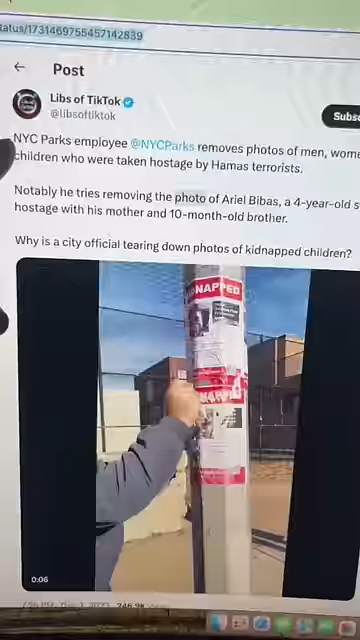 tatus/1731469755457142839
← Post
Libs of TikTok
@libsoftiktok
Subsc
NYC Parks employee @NYCParks removes photos of men, wome
children who were taken hostage by Hamas terrorists.
Notably he tries removing the photo of Ariel Bibas, a 4-year-old s
hostage with his mother and 10-month-old brother.
Why is a city official tearing down photos of kidnapped children?
NAPPED
0:06